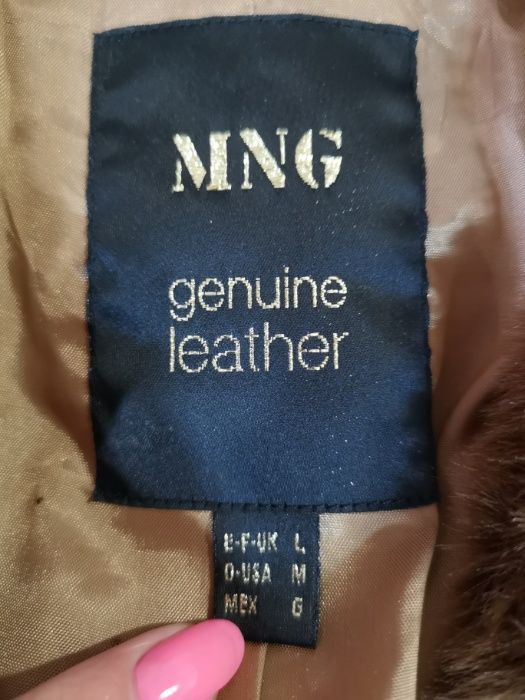 MNG
genuine
leather
E-F-UK L
D-USA M
MEX G